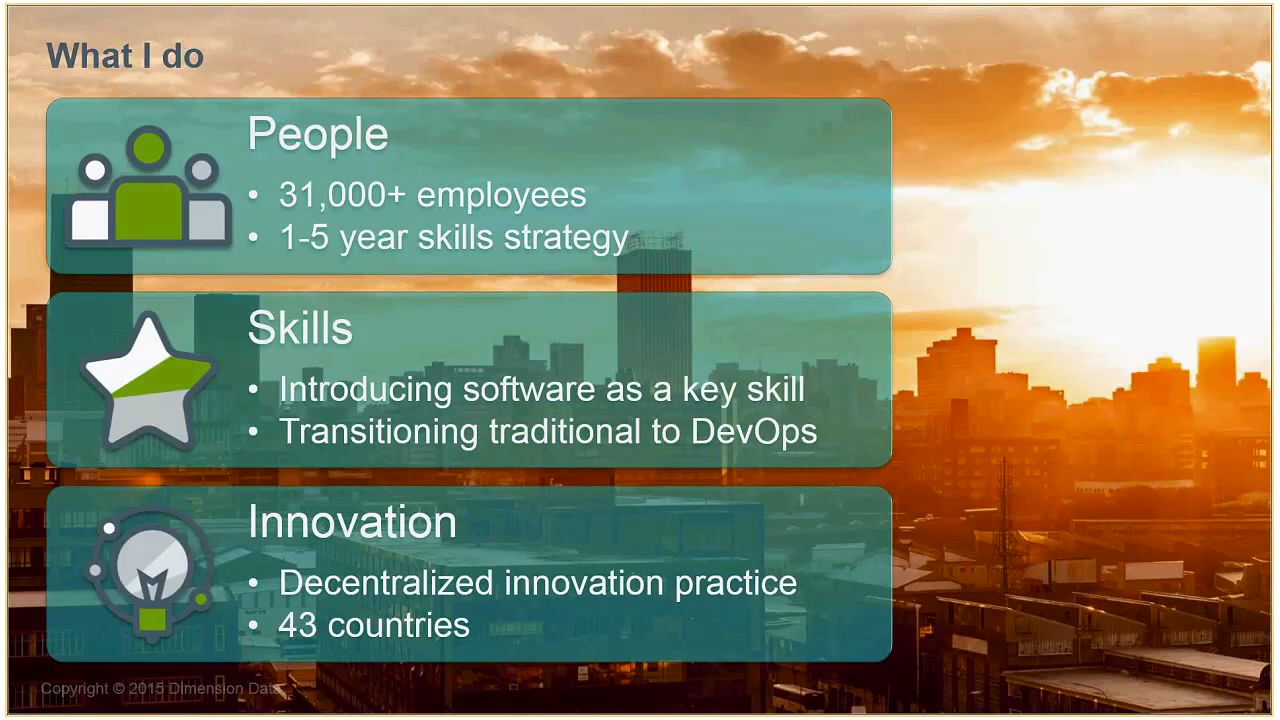 What I do
People
• 31,000+ employees
• 1-5 year skills strategy
Skills
• Introducing software as a key skill
• Transitioning traditional to DevOps
Innovation
• Decentralized innovation practice
• 43 countries
Copyright © 2015 Dimension Data